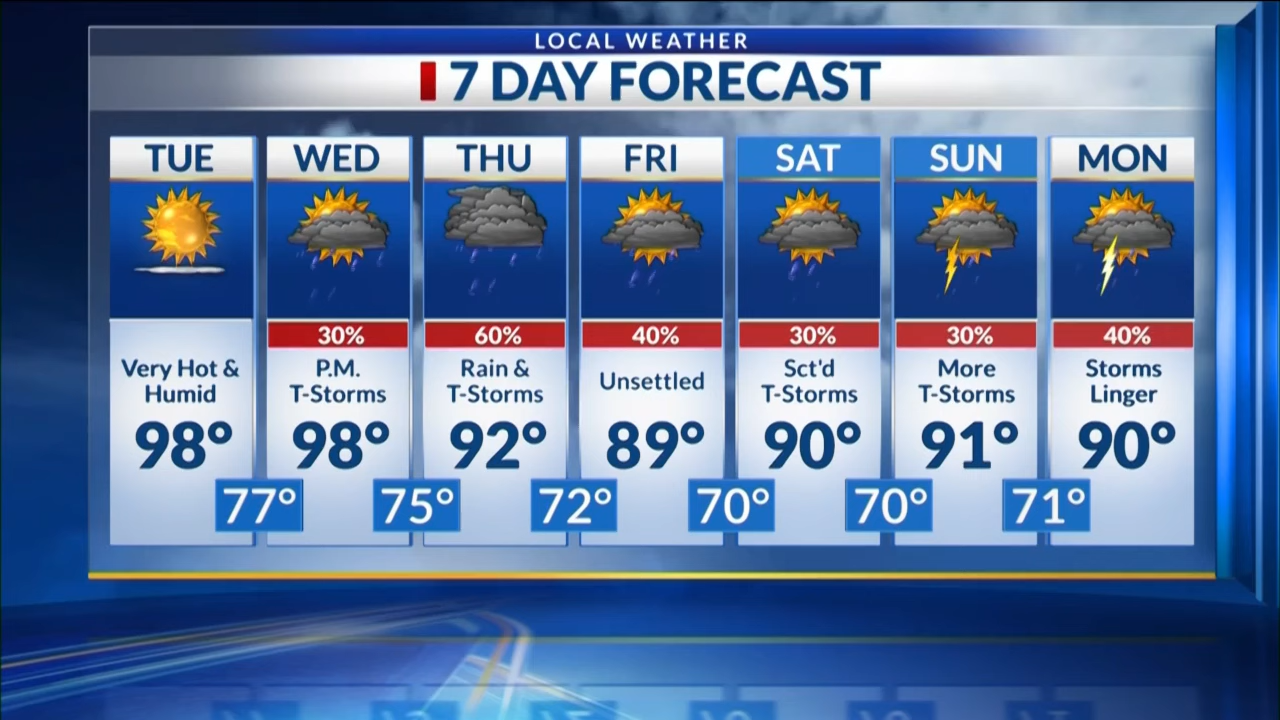 LOCAL WEATHER
7 DAY FORECAST
TUE WED THU FRI SAT SUN MON
30% 60% 40% 30% 30% 40%
Very Hot &
Humid
P.M.
T-Storms
Rain &
T-Storms
Unsettled
Sct'd
T-Storms
More
T-Storms
Storms
Linger
98° 98° 92° 89° 90° 91° 90°
77° 75° 72° 70° 70° 71°